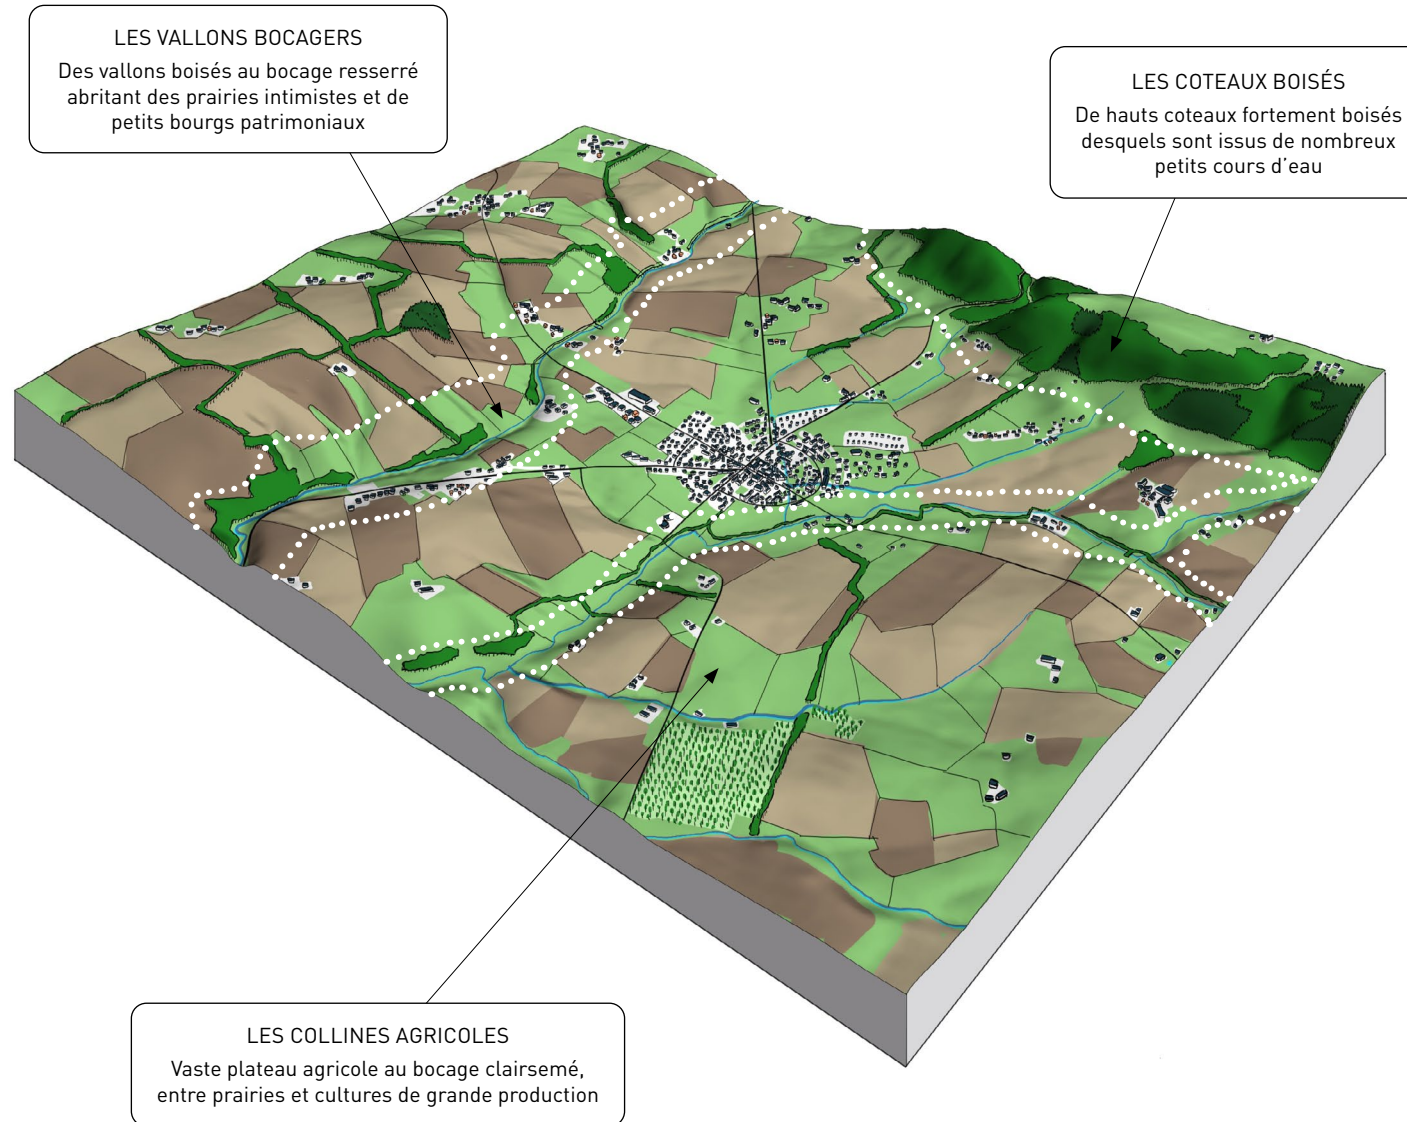 LES VALLONS BOCAGERS
Des vallons boisés au bocage resserré
abritant des prairies intimistes et de
petits bourgs patrimoniaux
LES COTEAUX BOISÉS
De hauts coteaux fortement boisés
desquels sont issus de nombreux
petits cours d’eau
LES COLLINES AGRICOLES
Vaste plateau agricole au bocage clairsemé,
entre prairies et cultures de grande production